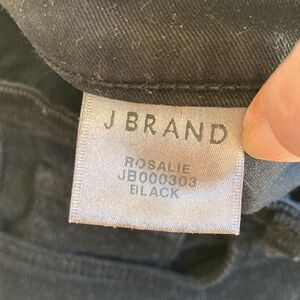 J BRAND
ROSALIE
JB000303
BLACK